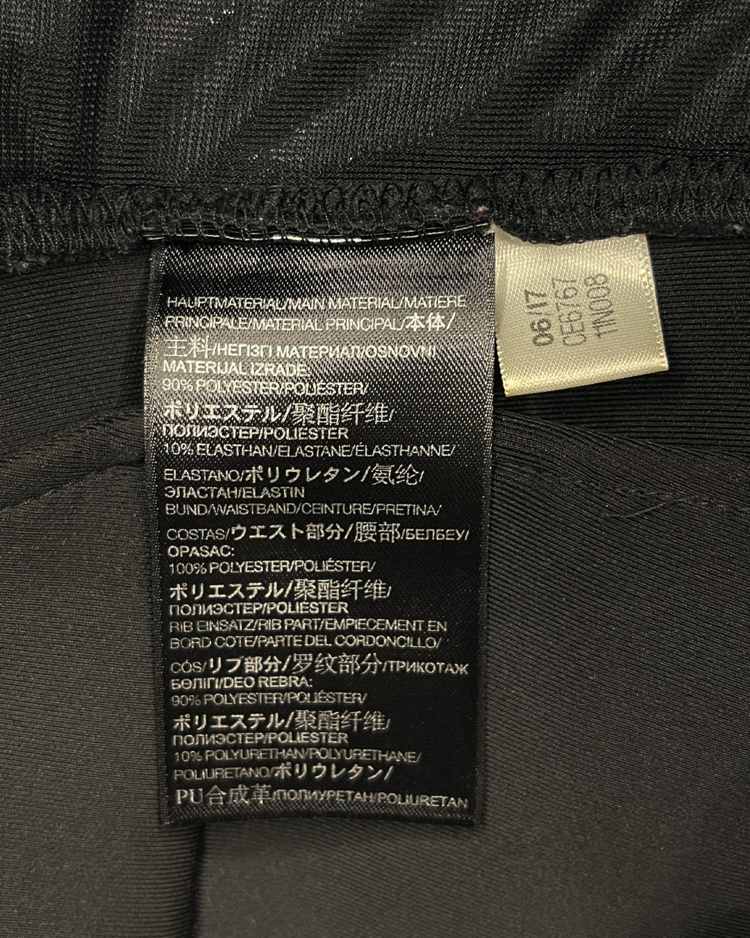 HAUPTMATERIAL/MAIN MATERIAL/MATIERE
PRINCIPALE/MATERIAL PRINCIPAL/本体/
主料/НЕГІЗГІ МАТЕРИАЛ/OSNOVNI
MATERIJAL IZRADE:
90% POLYESTER/POLIESTER/
ポリエステル/聚酯纤维/
ПОЛИЭСТЕР/POLIESTER
10% ELASTHAN/ELASTANE/ÉLASTHANNE/
ELASTANO/ポリウレタン/氨纶/
ЭЛАСТАН/ELASTIN
BUND/WAISTBAND/CEINTURE/PRETINA/
COSTAS/ウエスト部分/腰部/БЕЛБЕУ/
OPASAC:
100% POLYESTER/POLIÉSTER/
ポリエステル/聚酯纤维/
ПОЛИЭСТЕР/POLIESTER
RIB EINSATZ/RIB PART/EMPIECEMENT EN
BORD COTE/PARTE DEL CORDONCILLO/
CÓS/リブ部分/罗纹部分/ТРИКОТАЖ
БӨЛІГІ/DEO REBRA:
90% POLYESTER/POLIÉSTER/
ポリエステル/聚酯纤维/
ПОЛИЭСТЕР/POLIESTER
10% POLYURETHAN/POLYURETHANE/
POLIURETANO/ポリウレタン/
PU合成革/ПОЛИУРЕТАН/POLIURETAN
06/17
CE6767
11N008